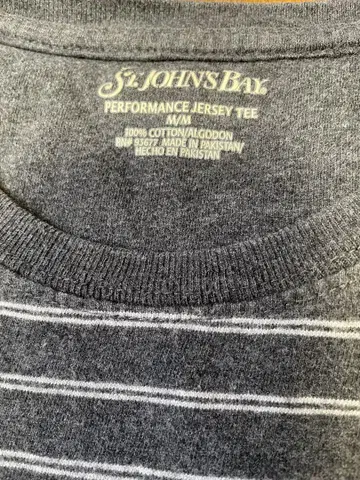 ST. JOHN'S BAY.
PERFORMANCE JERSEY TEE
M/M
100% COTTON/ALGODON
RN# 93677 MADE IN PAKISTAN/
HECHO EN PAKISTAN